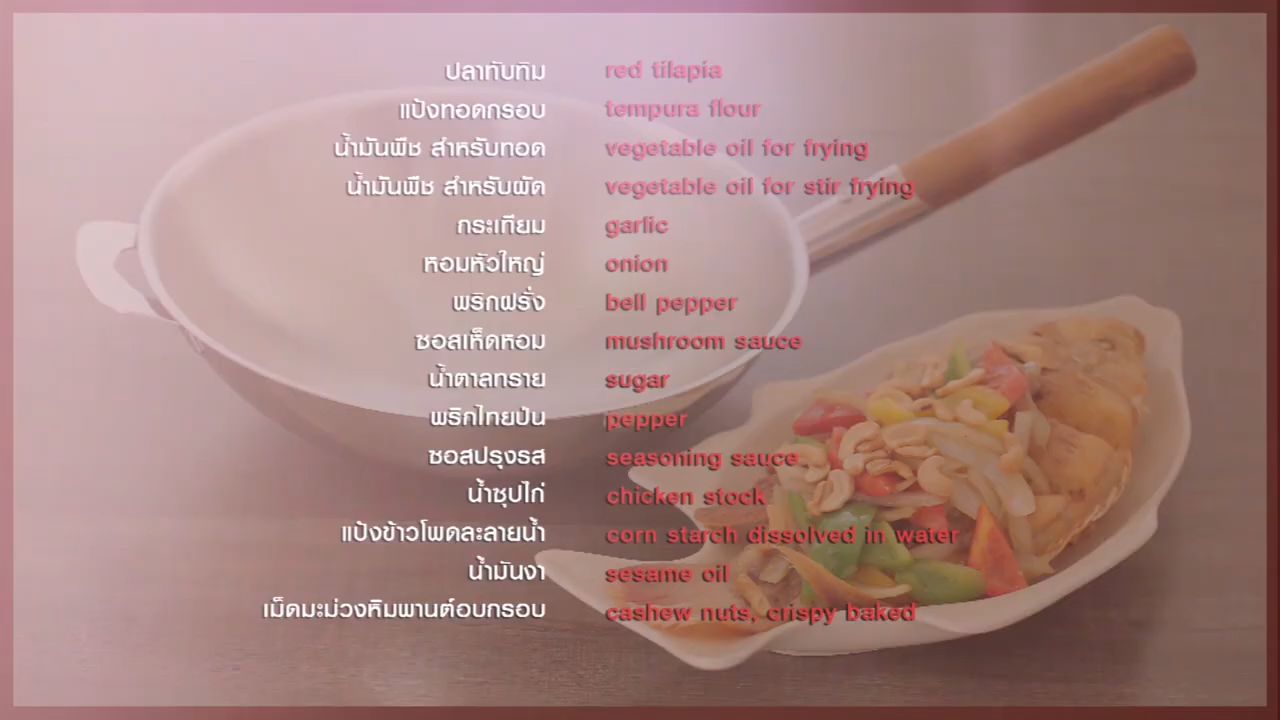 ปลาทับทิม red tilapia
แป้งทอดกรอบ tempura flour
น้ำมันพืช สำหรับทอด vegetable oil for frying
น้ำมันพืช สำหรับผัด vegetable oil for stir frying
กระเทียม garlic
หอมหัวใหญ่ onion
พริกฝรั่ง bell pepper
ซอสเห็ดหอม mushroom sauce
น้ำตาลทราย sugar
พริกไทยป่น pepper
ซอสปรุงรส seasoning sauce
น้ำซุปไก่ chicken stock
แป้งข้าวโพดละลายน้ำ corn starch dissolved in water
น้ำมันงา sesame oil
เม็ดมะม่วงหิมพานต์อบกรอบ cashew nuts, crispy baked